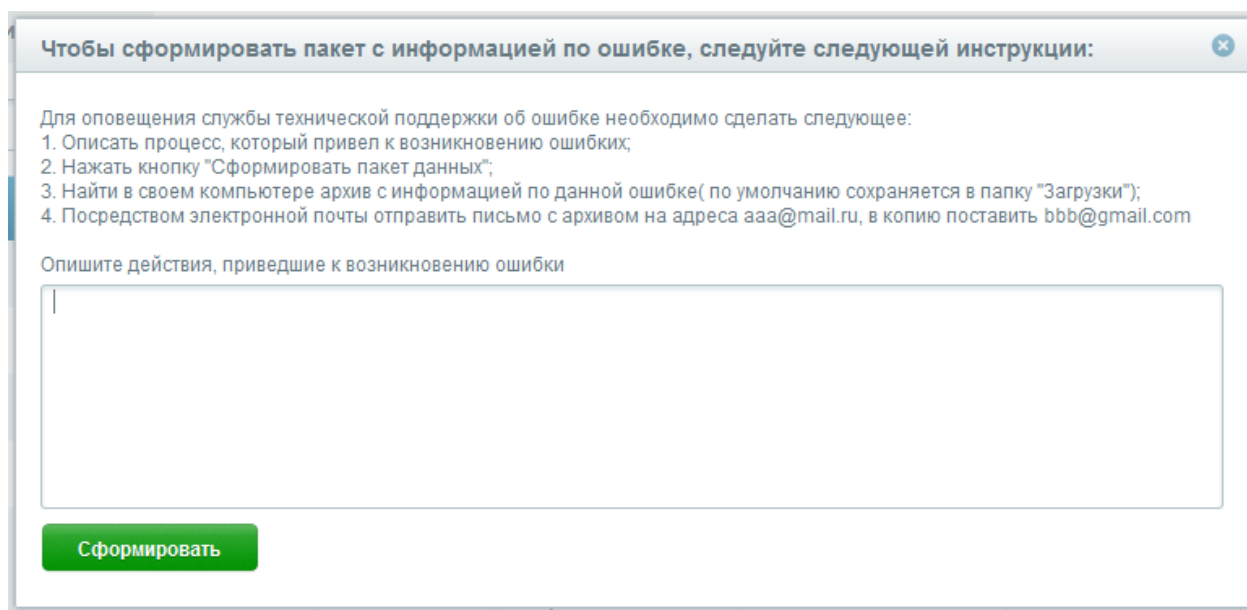 Чтобы сформировать пакет с информацией по ошибке, следуйте следующей инструкции:
Для оповещения службы технической поддержки об ошибке необходимо сделать следующее:
1. Описать процесс, который привел к возникновению ошибких;
2. Нажать кнопку "Сформировать пакет данных";
3. Найти в своем компьютере архив с информацией по данной ошибке( по умолчанию сохраняется в папку "Загрузки");
4. Посредством электронной почты отправить письмо с архивом на адреса aaa@mail.ru, в копию поставить bbb@gmail.com
Опишите действия, приведшие к возникновению ошибки
Сформировать